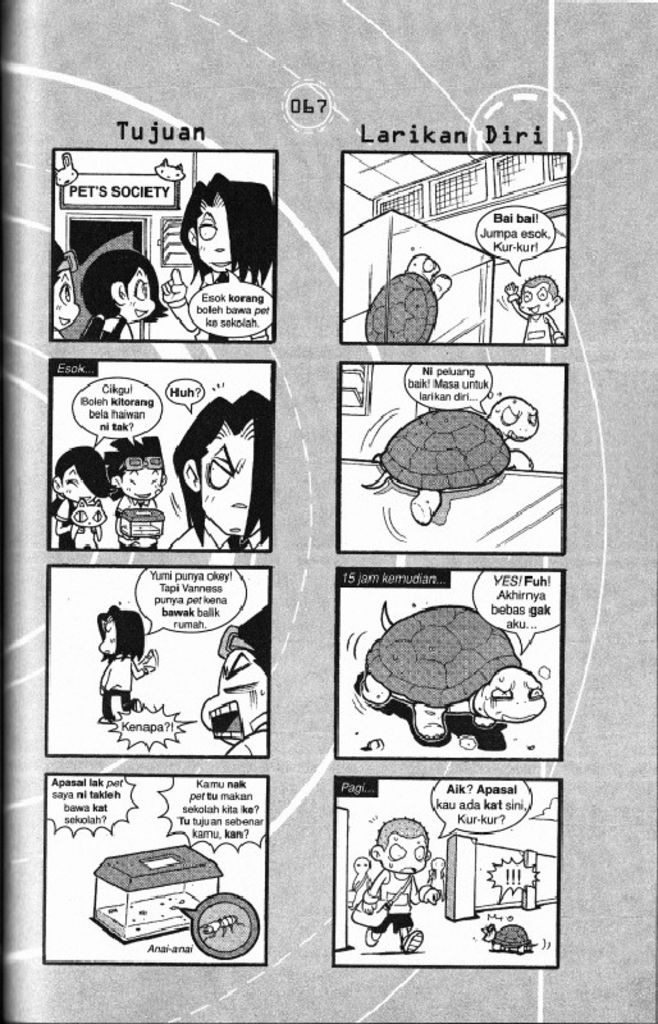 067
Tujuan
PET'S SOCIETY
Esok korang
boleh bawa pet
ke sekolah.
Esok...
Cikgu!
Boleh kitorang
bela haiwan
ni tak?
Huh?
Yumi punya okey!
Tapi Vanness
punya pet kena
bawak balik
rumah.
Kenapa?!
Apasal lak pet
saya ni takleh
bawa kat
sekolah?
Kamu nak
pet tu makan
sekolah kita ke?
Tu tujuan sebenar
kamu, kan?
Anai-anai
Larikan Diri
Bai bai!
Jumpa esok,
Kur-kur!
Ni peluang
baik! Masa untuk
larikan diri...
15 jam kemudian...
YES! Fuh!
Akhirnya
bebas gak
aku...
Pagi...
Aik? Apasal
kau ada kat sini,
Kur-kur?
!!!